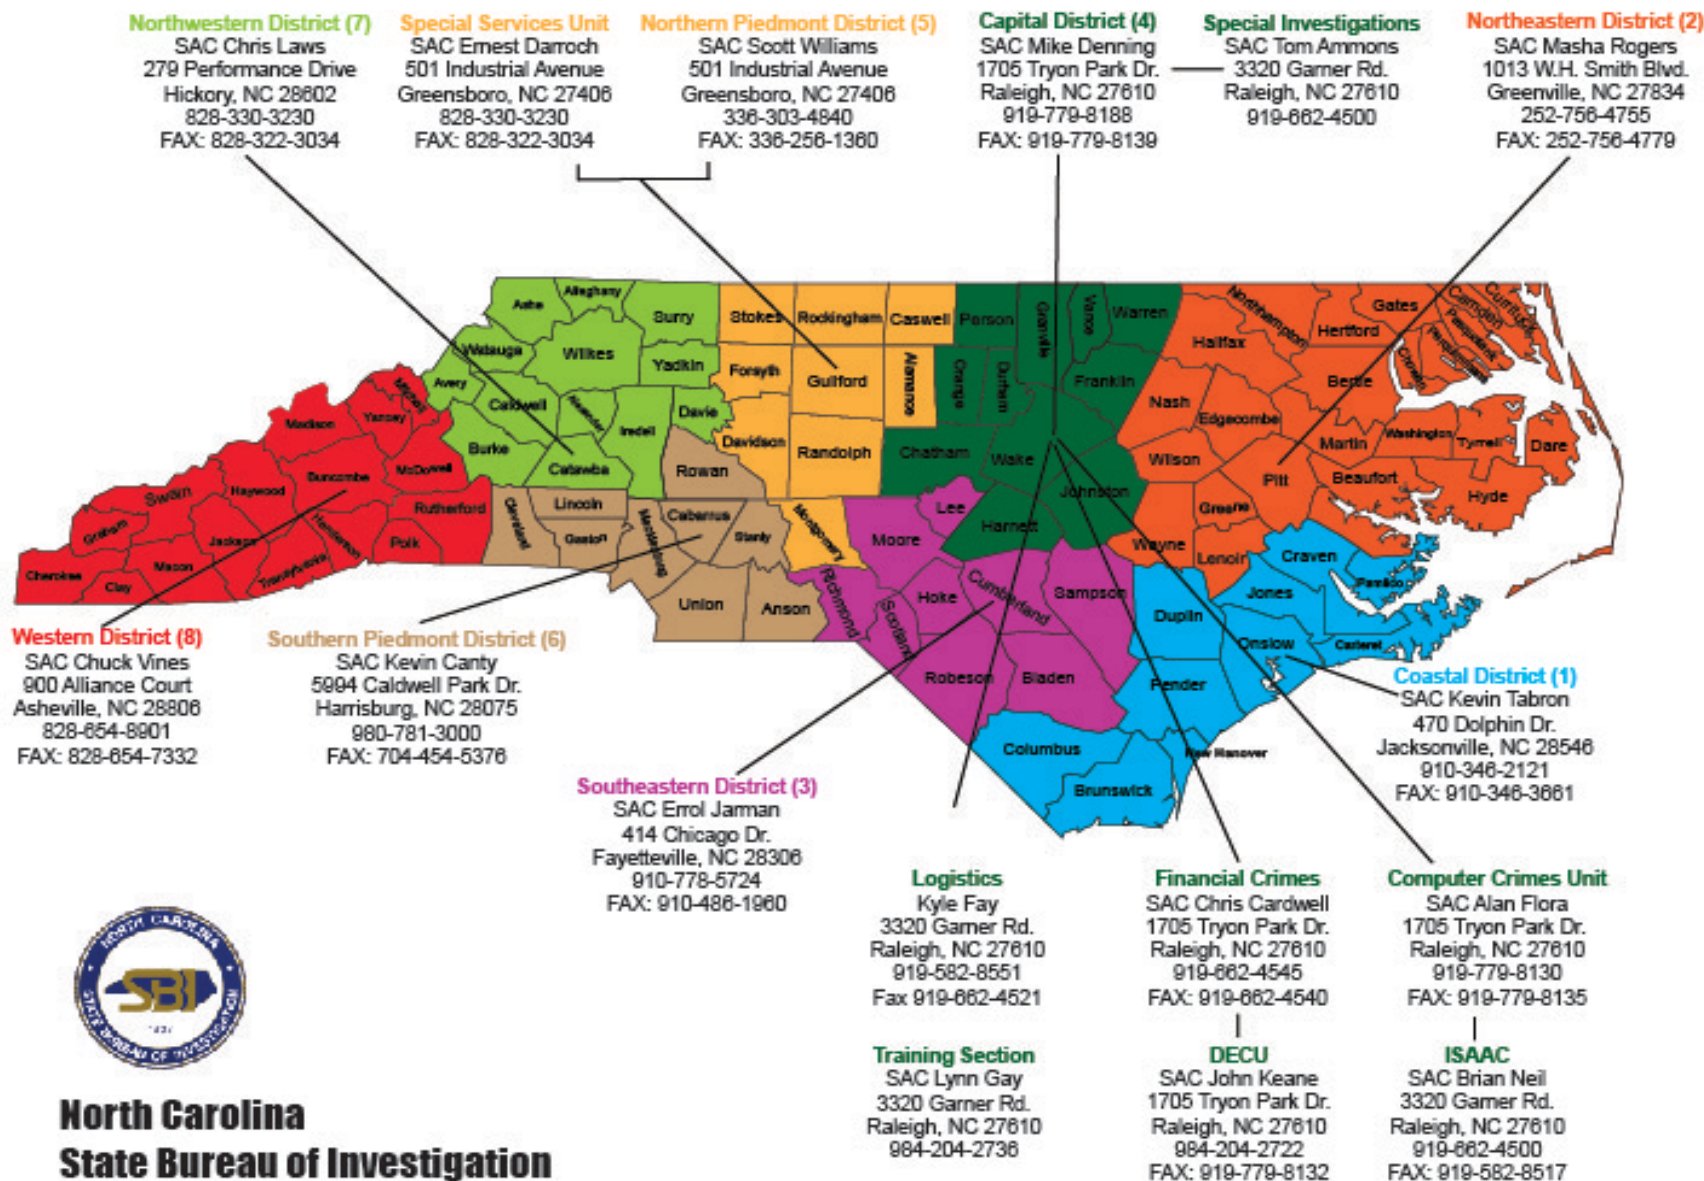 Northwestern District (7)
SAC Chris Laws
279 Performance Drive
Hickory, NC 28602
828-330-3230
FAX: 828-322-3034
Special Services Unit
SAC Ernest Darroch
501 Industrial Avenue
Greensboro, NC 27406
828-330-3230
FAX: 828-322-3034
Northern Piedmont District (5)
SAC Scott Williams
501 Industrial Avenue
Greensboro, NC 27406
336-303-4840
FAX: 336-256-1360
Capital District (4)
SAC Mike Denning
1705 Tryon Park Dr.
Raleigh, NC 27610
919-779-8188
FAX: 919-779-8139
Special Investigations
SAC Tom Ammons
3320 Garner Rd.
Raleigh, NC 27610
919-662-4500
Northeastern District (2)
SAC Masha Rogers
1013 W.H. Smith Blvd.
Greenville, NC 27834
252-756-4755
FAX: 252-756-4779
Ashe
Alleghany
Surry
Stokes
Rockingham
Caswell
Person
Granville
Vance
Warren
Northhampton
Gates
Hertford
Camden
Currituck
Pasquotank
Perquimans
Chowan
Halifax
Watauga
Wilkes
Yadkin
Forsyth
Guilford
Alamance
Orange
Durham
Franklin
Bertie
Nash
Edgecombe
Avery
Mitchell
Caldwell
Alexander
Iredell
Davie
Davidson
Randolph
Chatham
Wake
Wilson
Martin
Washington
Tyrrell
Dare
Madison
Yancey
Burke
Catawba
Rowan
Johnston
Pitt
Beaufort
Hyde
Swain
Haywood
Buncombe
McDowell
Rutherford
Cleveland
Lincoln
Gaston
Mecklenburg
Cabarrus
Stanly
Montgomery
Moore
Lee
Harnett
Greene
Wayne
Lenoir
Craven
Pamlico
Graham
Jackson
Henderson
Polk
Cherokee
Clay
Macon
Transylvania
Union
Anson
Richmond
Scotland
Hoke
Cumberland
Sampson
Duplin
Jones
Onslow
Carteret
Robeson
Bladen
Pender
Columbus
Brunswick
New Hanover
Western District (8)
SAC Chuck Vines
900 Alliance Court
Asheville, NC 28806
828-654-8901
FAX: 828-654-7332
Southern Piedmont District (6)
SAC Kevin Canty
5994 Caldwell Park Dr.
Harrisburg, NC 28075
980-781-3000
FAX: 704-454-5376
Southeastern District (3)
SAC Errol Jarman
414 Chicago Dr.
Fayetteville, NC 28306
910-778-5724
FAX: 910-486-1960
Coastal District (1)
SAC Kevin Tabron
470 Dolphin Dr.
Jacksonville, NC 28546
910-346-2121
FAX: 910-346-3661
Logistics
Kyle Fay
3320 Garner Rd.
Raleigh, NC 27610
919-582-8551
Fax 919-662-4521
Financial Crimes
SAC Chris Cardwell
1705 Tryon Park Dr.
Raleigh, NC 27610
919-662-4545
FAX: 919-662-4540
Computer Crimes Unit
SAC Alan Flora
1705 Tryon Park Dr.
Raleigh, NC 27610
919-779-8130
FAX: 919-779-8135
Training Section
SAC Lynn Gay
3320 Garner Rd.
Raleigh, NC 27610
984-204-2736
DECU
SAC John Keane
1705 Tryon Park Dr.
Raleigh, NC 27610
984-204-2722
FAX: 919-779-8132
ISAAC
SAC Brian Neil
3320 Garner Rd.
Raleigh, NC 27610
919-662-4500
FAX: 919-582-8517
NORTH CAROLINA
SBI
STATE BUREAU OF INVESTIGATION
North Carolina
State Bureau of Investigation